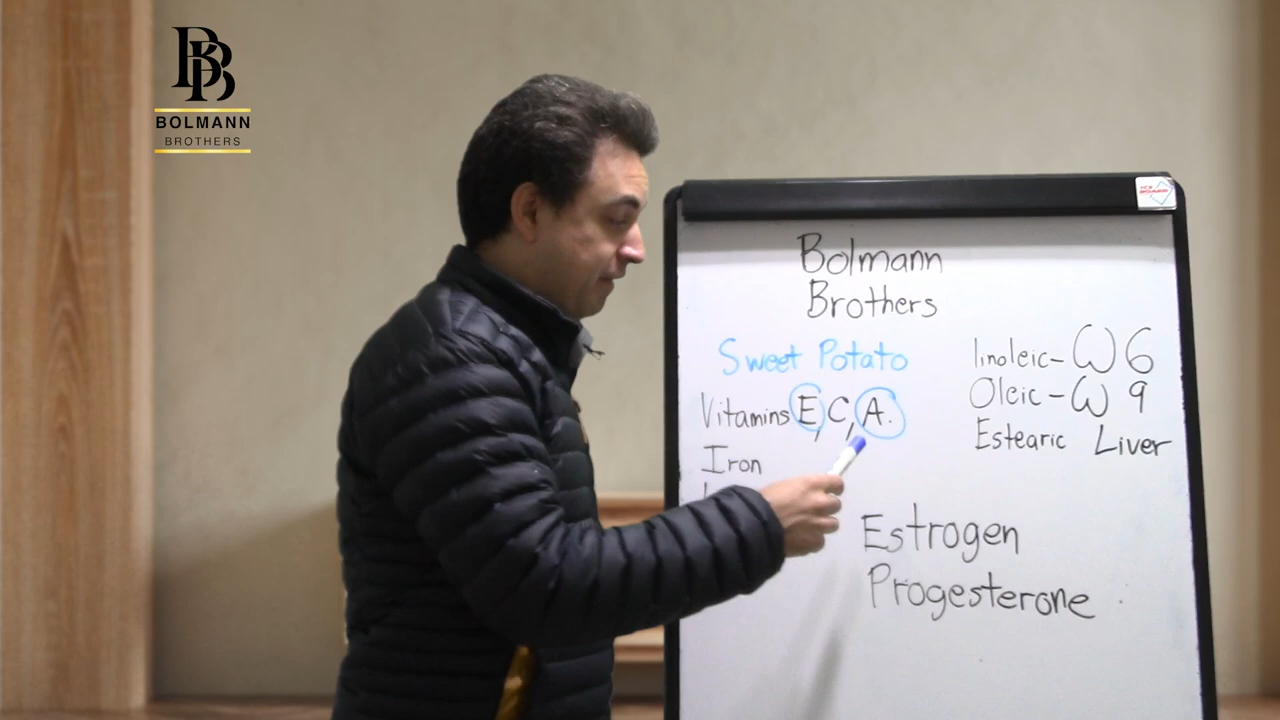 BB
BOLMANN
BROTHERS
Bolmann
Brothers
Sweet Potato
Vitamins E, C, A.
Iron
linoleic- ω 6
Oleic - ω 9
Estearic Liver
Estrogen
Progesterone